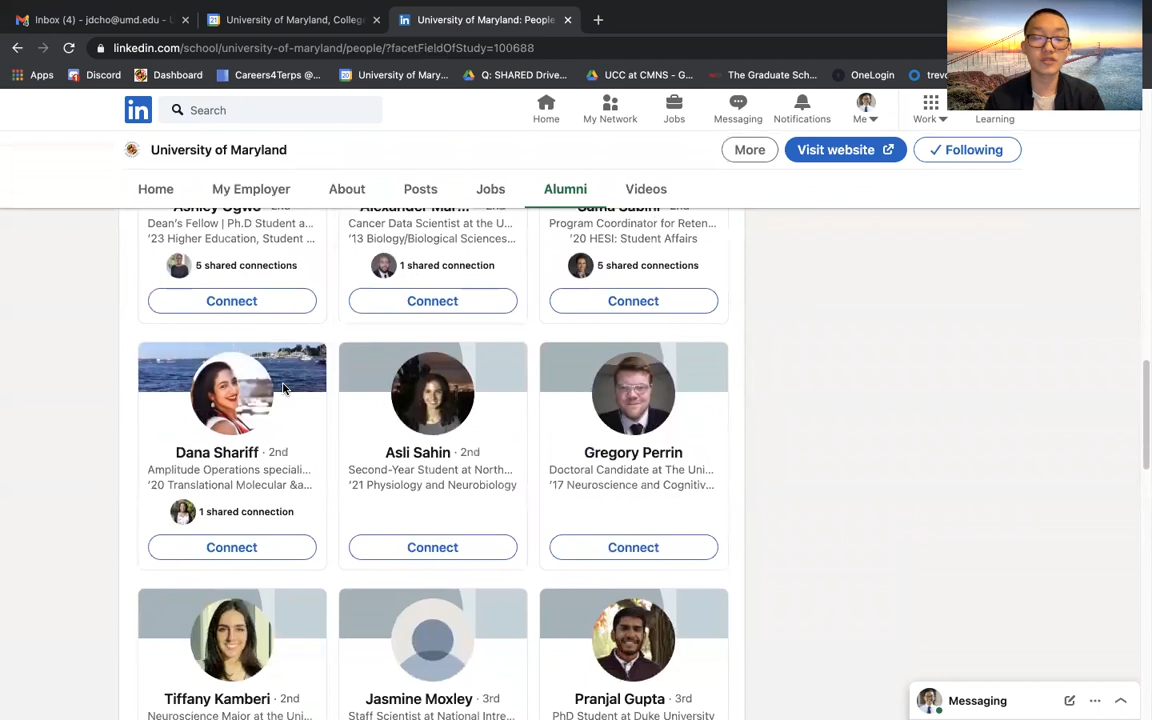 Inbox (4) - jdcho@umd.edu - U
University of Maryland, College
University of Maryland: People
linkedin.com/school/university-of-maryland/people/?facetFieldOfStudy=100688
Apps
Discord
Dashboard
Careers4Terps @...
University of Mary...
Q: SHARED Drive...
UCC at CMNS - G...
The Graduate Sch...
OneLogin
trevo
in
Search
Home
My Network
Jobs
Messaging
Notifications
Me
Work
Learning
University of Maryland
More
Visit website
Following
Home
My Employer
About
Posts
Jobs
Alumni
Videos
Dean's Fellow | Ph.D Student a...
'23 Higher Education, Student ...
5 shared connections
Connect
Cancer Data Scientist at the U...
'13 Biology/Biological Sciences...
1 shared connection
Connect
Program Coordinator for Reten...
'20 HESI: Student Affairs
5 shared connections
Connect
Dana Shariff · 2nd
Amplitude Operations speciali...
'20 Translational Molecular &a...
1 shared connection
Connect
Asli Sahin · 2nd
Second-Year Student at North...
'21 Physiology and Neurobiology
Connect
Gregory Perrin
Doctoral Candidate at The Uni...
'17 Neuroscience and Cognitiv...
Connect
Tiffany Kamberi · 2nd
Neuroscience Major at the Uni...
Jasmine Moxley · 3rd
Staff Scientist at National Intre...
Pranjal Gupta · 3rd
PhD Student at Duke University
Messaging